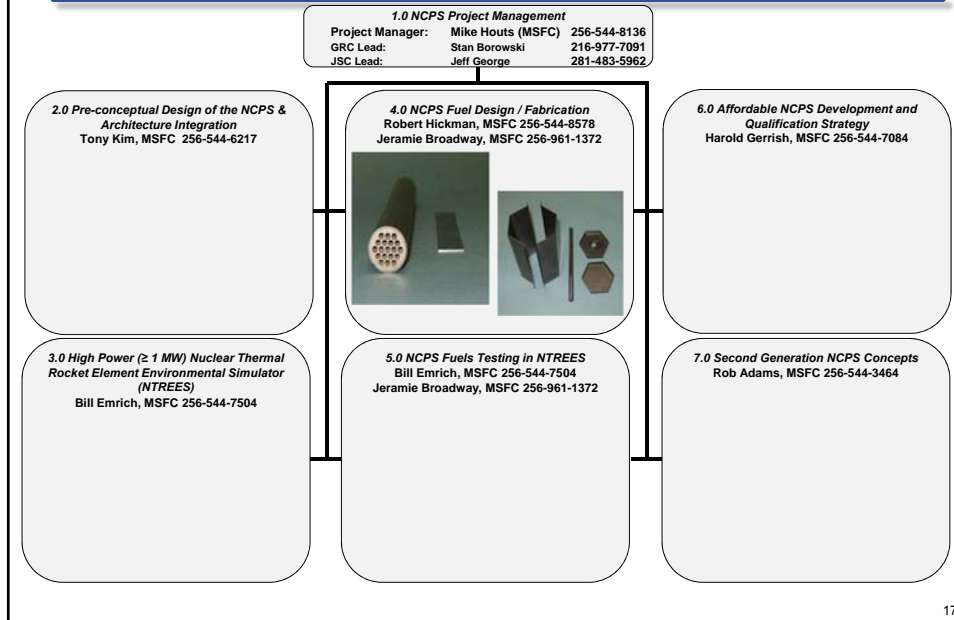 1.0 NCPS Project Management
Project Manager: Mike Houts (MSFC) 256-544-8136
GRC Lead: Stan Borowski 216-977-7091
JSC Lead: Jeff George 281-483-5962
2.0 Pre-conceptual Design of the NCPS &
Architecture Integration
Tony Kim, MSFC 256-544-6217
4.0 NCPS Fuel Design / Fabrication
Robert Hickman, MSFC 256-544-8578
Jeramie Broadway, MSFC 256-961-1372
6.0 Affordable NCPS Development and
Qualification Strategy
Harold Gerrish, MSFC 256-544-7084
3.0 High Power (≥ 1 MW) Nuclear Thermal
Rocket Element Environmental Simulator
(NTREES)
Bill Emrich, MSFC 256-544-7504
5.0 NCPS Fuels Testing in NTREES
Bill Emrich, MSFC 256-544-7504
Jeramie Broadway, MSFC 256-961-1372
7.0 Second Generation NCPS Concepts
Rob Adams, MSFC 256-544-3464
17